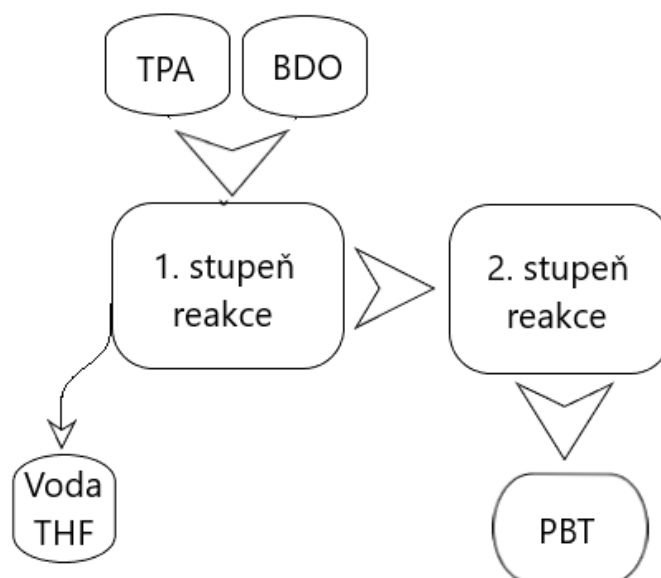 TPA
BDO
1. stupeň
reakce
2. stupeň
reakce
Voda
THF
PBT